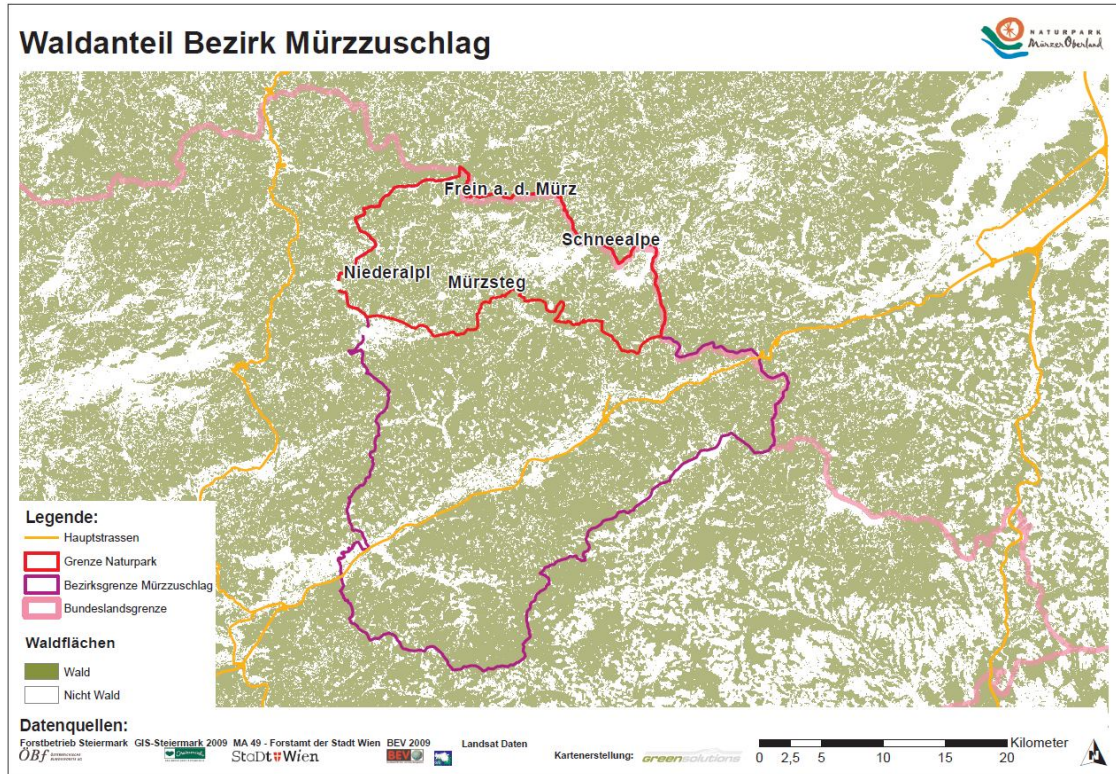 Waldanteil Bezirk Mürzzuschlag
NATURPARK
Mürzer Oberland
Frein a. d. Mürz
Schneealpe
Niederalpl
Mürzsteg
Legende:
Hauptstrassen
Grenze Naturpark
Bezirksgrenze Mürzzuschlag
Bundeslandsgrenze
Waldflächen
Wald
Nicht Wald
Datenquellen:
Forstbetrieb Steiermark GIS-Steiermark 2009 MA 49 - Forstamt der Stadt Wien BEV 2009 Landsat Daten
ÖBf StaDt Wien BEV
Kartenerstellung: greensolutions
Kilometer
0 2,5 5 10 15 20
N